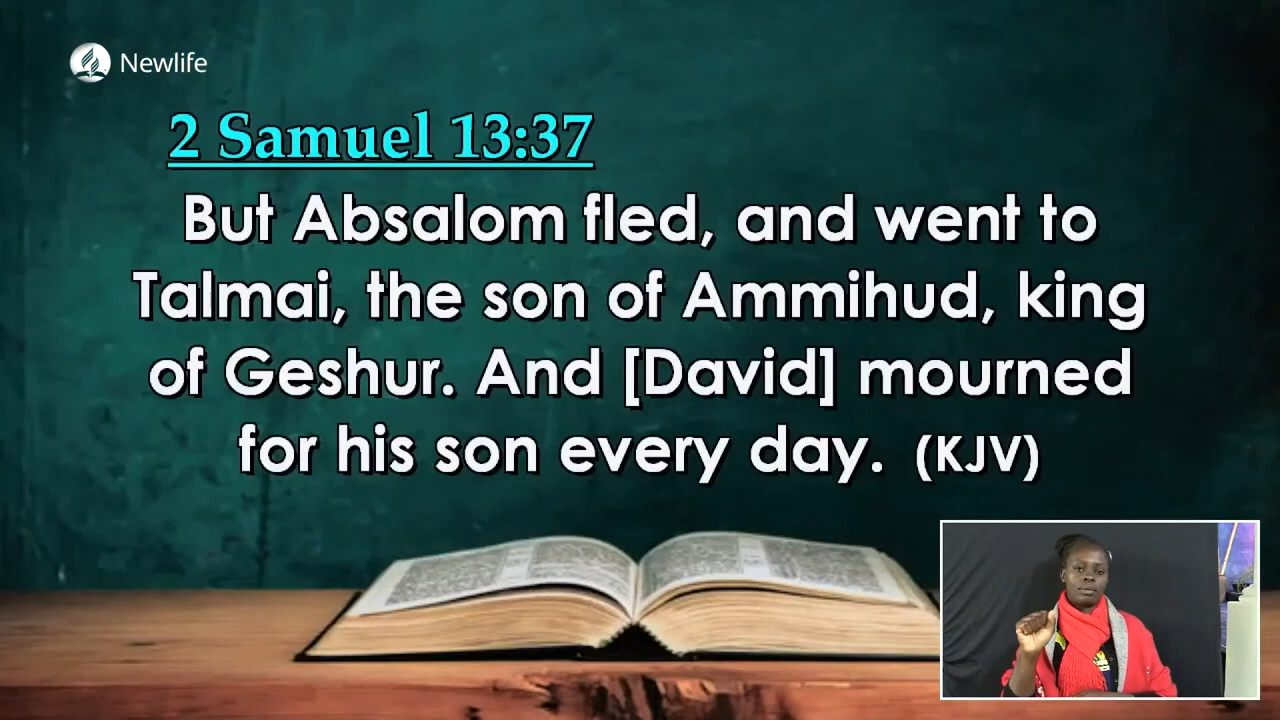 Newlife
2 Samuel 13:37
But Absalom fled, and went to
Talmai, the son of Ammihud, king
of Geshur. And [David] mourned
for his son every day. (KJV)